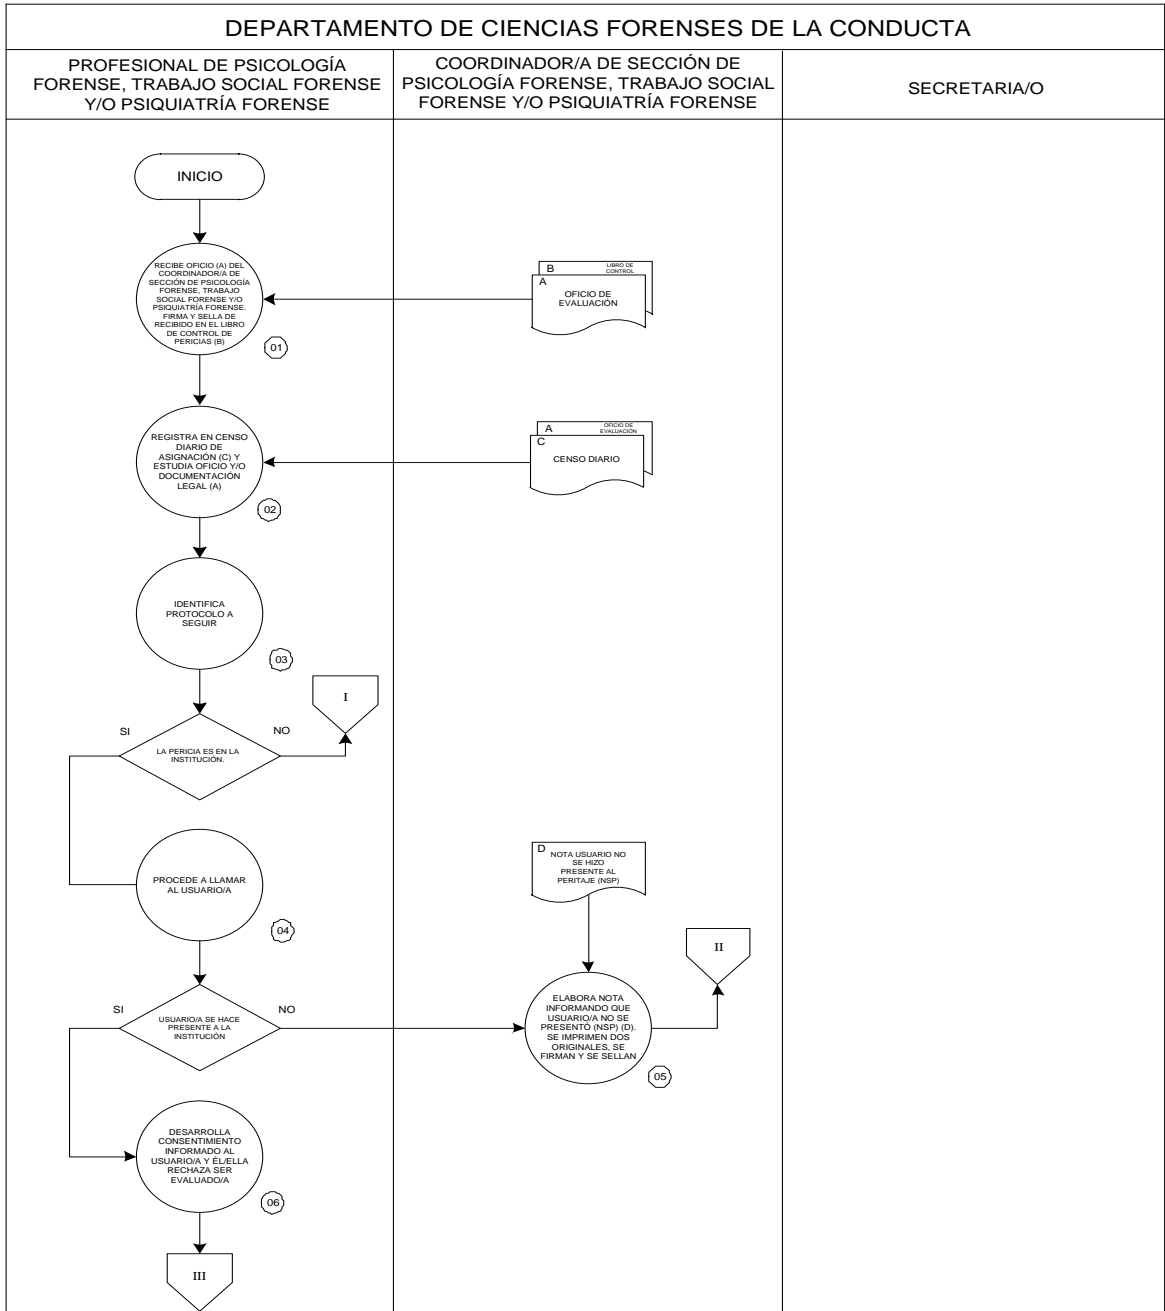 DEPARTAMENTO DE CIENCIAS FORENSES DE LA CONDUCTA
PROFESIONAL DE PSICOLOGÍA
FORENSE, TRABAJO SOCIAL FORENSE
Y/O PSIQUIATRÍA FORENSE
COORDINADOR/A DE SECCIÓN DE
PSICOLOGÍA FORENSE, TRABAJO SOCIAL
FORENSE Y/O PSIQUIATRÍA FORENSE
SECRETARIA/O
INICIO
RECIBE OFICIO (A) DEL
COORDINADOR/A DE
SECCIÓN DE PSICOLOGÍA
FORENSE, TRABAJO
SOCIAL FORENSE Y/O
PSIQUIATRÍA FORENSE.
FIRMA Y SELLA DE
RECIBIDO EN EL LIBRO
DE CONTROL DE
PERICIAS (B)
01
B
LIBRO DE
CONTROL
A
OFICIO DE
EVALUACIÓN
REGISTRA EN CENSO
DIARIO DE
ASIGNACIÓN (C) Y
ESTUDIA OFICIO Y/O
DOCUMENTACIÓN
LEGAL (A)
02
A
OFICIO DE
EVALUACIÓN
C
CENSO DIARIO
IDENTIFICA
PROTOCOLO A
SEGUIR
03
I
SI
NO
LA PERICIA ES EN LA
INSTITUCIÓN.
PROCEDE A LLAMAR
AL USUARIO/A
04
D
NOTA USUARIO NO
SE HIZO
PRESENTE AL
PERITAJE (NSP)
II
SI
NO
USUARIO/A SE HACE
PRESENTE A LA
INSTITUCIÓN
ELABORA NOTA
INFORMANDO QUE
USUARIO/A NO SE
PRESENTÓ (NSP) (D).
SE IMPRIMEN DOS
ORIGINALES, SE
FIRMAN Y SE SELLAN
05
DESARROLLA
CONSENTIMIENTO
INFORMADO AL
USUARIO/A Y ÉL/ELLA
RECHAZA SER
EVALUADO/A
06
III